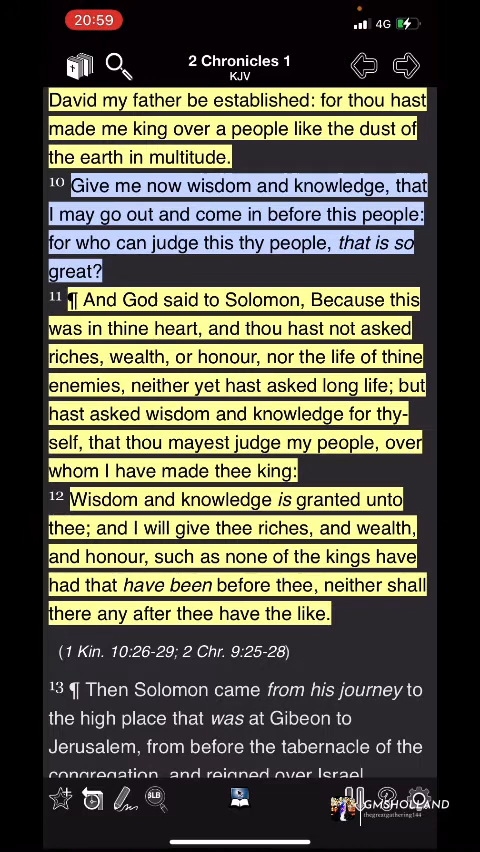 20:59
4G
2 Chronicles 1
KJV
David my father be established: for thou hast
made me king over a people like the dust of
the earth in multitude.
10 Give me now wisdom and knowledge, that
I may go out and come in before this people:
for who can judge this thy people, that is so
great?
11 ¶ And God said to Solomon, Because this
was in thine heart, and thou hast not asked
riches, wealth, or honour, nor the life of thine
enemies, neither yet hast asked long life; but
hast asked wisdom and knowledge for thy-
self, that thou mayest judge my people, over
whom I have made thee king:
12 Wisdom and knowledge is granted unto
thee; and I will give thee riches, and wealth,
and honour, such as none of the kings have
had that have been before thee, neither shall
there any after thee have the like.
(1 Kin. 10:26-29; 2 Chr. 9:25-28)
13 ¶ Then Solomon came from his journey to
the high place that was at Gibeon to
Jerusalem, from before the tabernacle of the
congregation, and reigned over Israel
SLB
GMSHOLLAND
thegreatgathering144